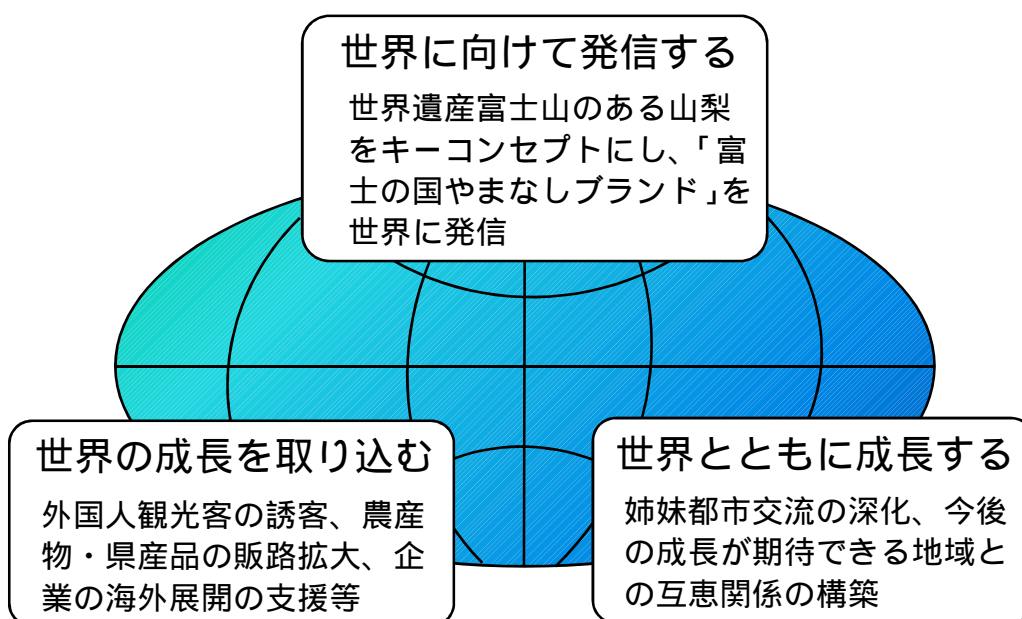 世界に向けて発信する
世界遺産富士山のある山梨
をキーコンセプトにし、「富
士の国やまなしブランド」を
世界に発信
世界の成長を取り込む
外国人観光客の誘客、農産
物・県産品の販路拡大、企
業の海外展開の支援等
世界とともに成長する
姉妹都市交流の深化、今後
の成長が期待できる地域と
の互恵関係の構築